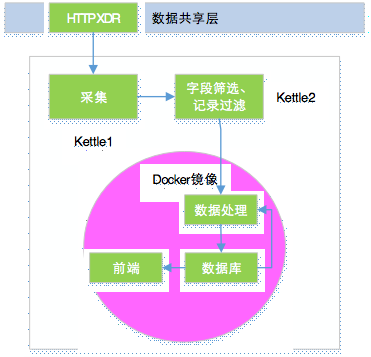 HTTPXDR 数据共享层
采集
字段筛选、
记录过滤
Kettle2
Kettle1
Docker镜像
数据处理
前端
数据库